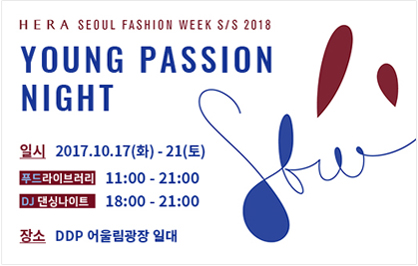 HERA SEOUL FASHION WEEK S/S 2018
YOUNG PASSION
NIGHT
일시 2017.10.17(화) - 21(토)
푸드라이브러리 11:00 - 21:00
DJ 댄싱나이트 18:00 - 21:00
장소 DDP 어울림광장 일대